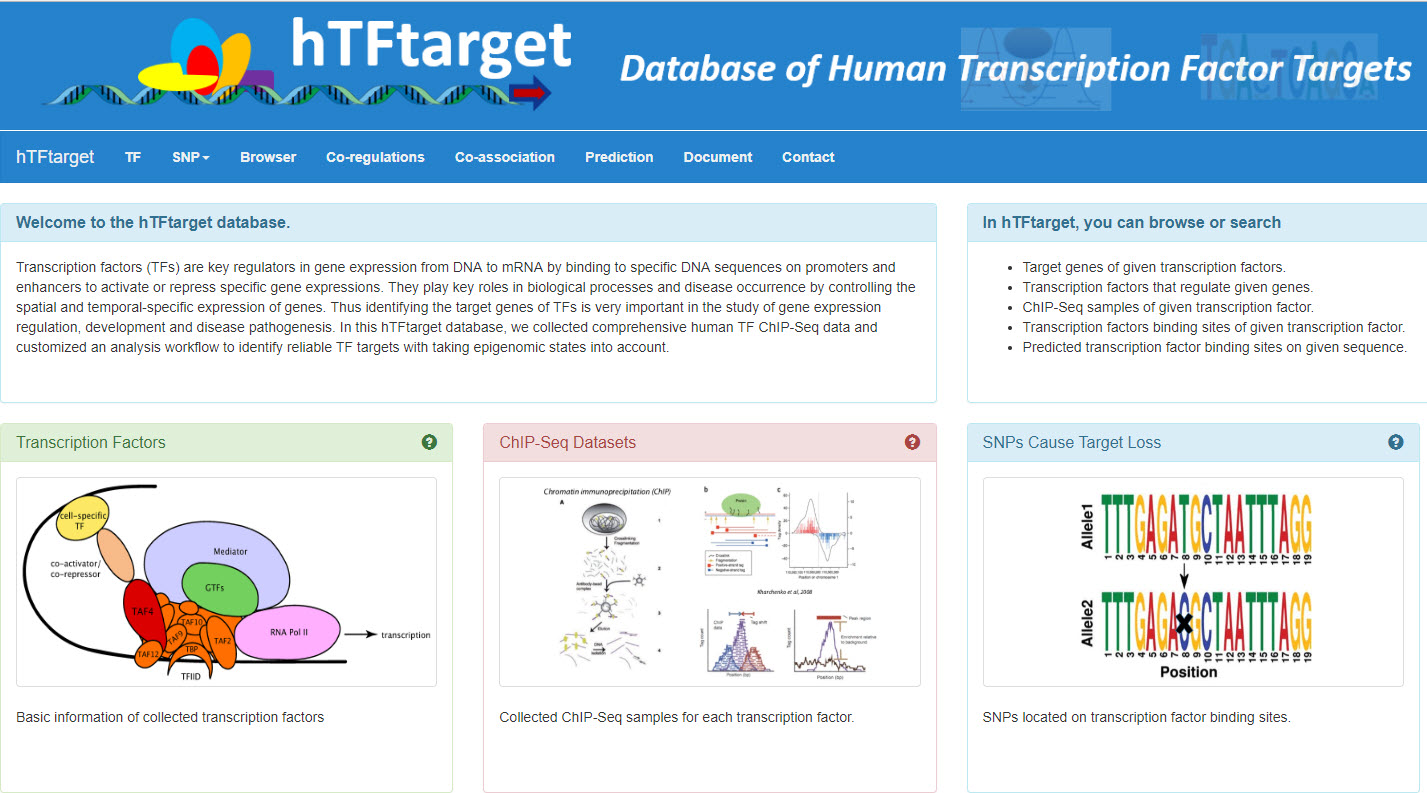 hTFtarget
Database of Human Transcription Factor Targets
hTFtarget TF SNP Browser Co-regulations Co-association Prediction Document Contact
Welcome to the hTFtarget database.
Transcription factors (TFs) are key regulators in gene expression from DNA to mRNA by binding to specific DNA sequences on promoters and
enhancers to activate or repress specific gene expressions. They play key roles in biological processes and disease occurrence by controlling the
spatial and temporal-specific expression of genes. Thus identifying the target genes of TFs is very important in the study of gene expression
regulation, development and disease pathogenesis. In this hTFtarget database, we collected comprehensive human TF ChIP-Seq data and
customized an analysis workflow to identify reliable TF targets with taking epigenomic states into account.
In hTFtarget, you can browse or search
Target genes of given transcription factors.
Transcription factors that regulate given genes.
ChIP-Seq samples of given transcription factor.
Transcription factors binding sites of given transcription factor.
Predicted transcription factor binding sites on given sequence.
Transcription Factors
cell-specific
TF
co-activator/
co-repressor
Mediator
GTFs
TAF4
TAF10
TAF9
TAF2
TBP
TAF12
TFIID
RNA Pol II
transcription
Basic information of collected transcription factors
ChIP-Seq Datasets
Chromatin immunoprecipitation (ChIP)
A
1
Crosslinking
Fragmentation
2
3
Elution
DNA
isolation
4
b
c
Kharchenko et al, 2008
ChIP
data
Tag shift
Tag count
Position (bp)
Peak region
Enrichment relative
to background
Tag count
Position (bp)
Collected ChIP-Seq samples for each transcription factor.
SNPs Cause Target Loss
Allele1
TTTGAGATGCTAATTTAGG
1 2 3 4 5 6 7 8 9 10 11 12 13 14 15 16 17 18 19
Allele2
TTTGAGAGGCTAATTTAGG
1 2 3 4 5 6 7 8 9 10 11 12 13 14 15 16 17 18 19
Position
SNPs located on transcription factor binding sites.